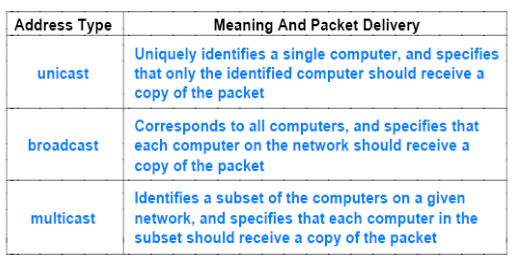 Address Type
Meaning And Packet Delivery
unicast
Uniquely identifies a single computer, and specifies
that only the identified computer should receive a
copy of the packet
broadcast
Corresponds to all computers, and specifies that
each computer on the network should receive a
copy of the packet
multicast
Identifies a subset of the computers on a given
network, and specifies that each computer in the
subset should receive a copy of the packet